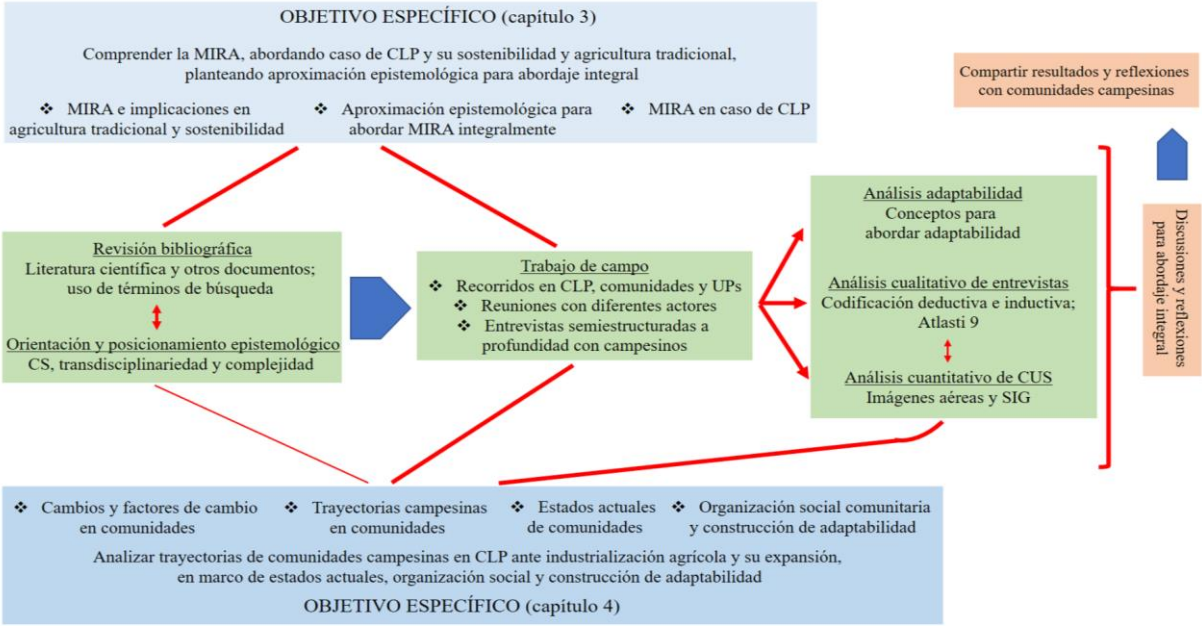 OBJETIVO ESPECÍFICO (capítulo 3)
Comprender la MIRA, abordando caso de CLP y su sostenibilidad y agricultura tradicional,
planteando aproximación epistemológica para abordaje integral
❖ MIRA e implicaciones en
agricultura tradicional y sostenibilidad
❖ Aproximación epistemológica para
abordar MIRA integralmente
❖ MIRA en caso de CLP
Revisión bibliográfica
Literatura científica y otros documentos;
uso de términos de búsqueda
Orientación y posicionamiento epistemológico
CS, transdisciplinariedad y complejidad
Trabajo de campo
❖ Recorridos en CLP, comunidades y UPs
❖ Reuniones con diferentes actores
❖ Entrevistas semiestructuradas a
profundidad con campesinos
Análisis adaptabilidad
Conceptos para
abordar adaptabilidad
Análisis cualitativo de entrevistas
Codificación deductiva e inductiva;
Atlasti 9
Análisis cuantitativo de CUS
Imágenes aéreas y SIG
Compartir resultados y reflexiones
con comunidades campesinas
Discusiones y reflexiones
para abordaje integral
❖ Cambios y factores de cambio
en comunidades
❖ Trayectorias campesinas
en comunidades
❖ Estados actuales
de comunidades
❖ Organización social comunitaria
y construcción de adaptabilidad
Analizar trayectorias de comunidades campesinas en CLP ante industrialización agrícola y su expansión,
en marco de estados actuales, organización social y construcción de adaptabilidad
OBJETIVO ESPECÍFICO (capítulo 4)